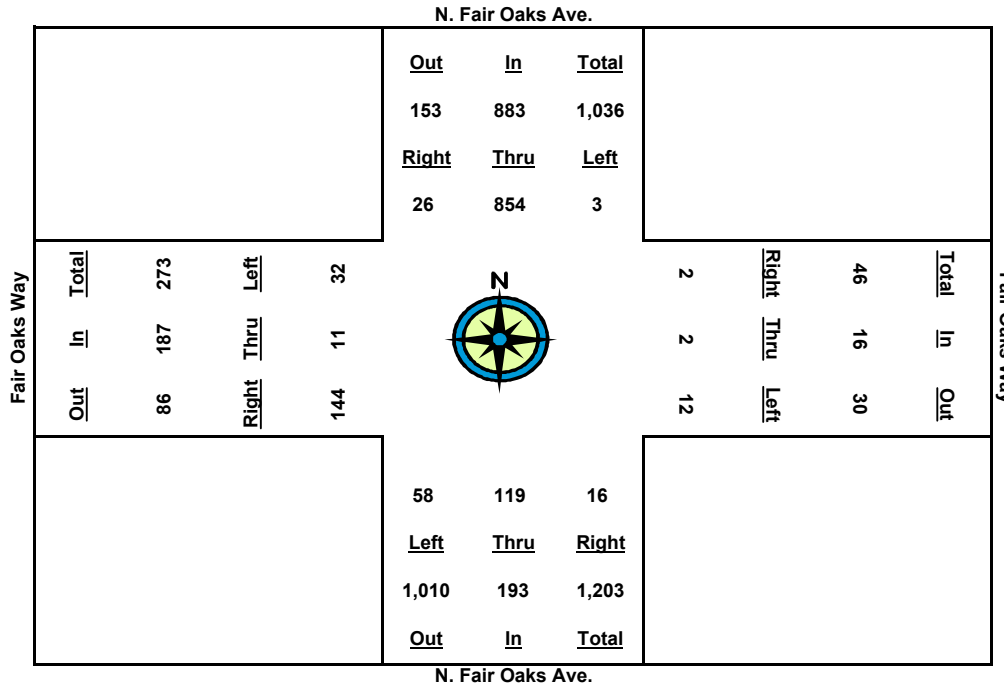 N. Fair Oaks Ave.
Out In Total
153 883 1,036
Right Thru Left
26 854 3
Fair Oaks Way
Total 273 Left 32
In 187 Thru 11
Out 86 Right 144
N
2 Right 46 Total
2 Thru 16 In
12 Left 30 Out
Fair Oaks Way
58 119 16
Left Thru Right
1,010 193 1,203
Out In Total
N. Fair Oaks Ave.